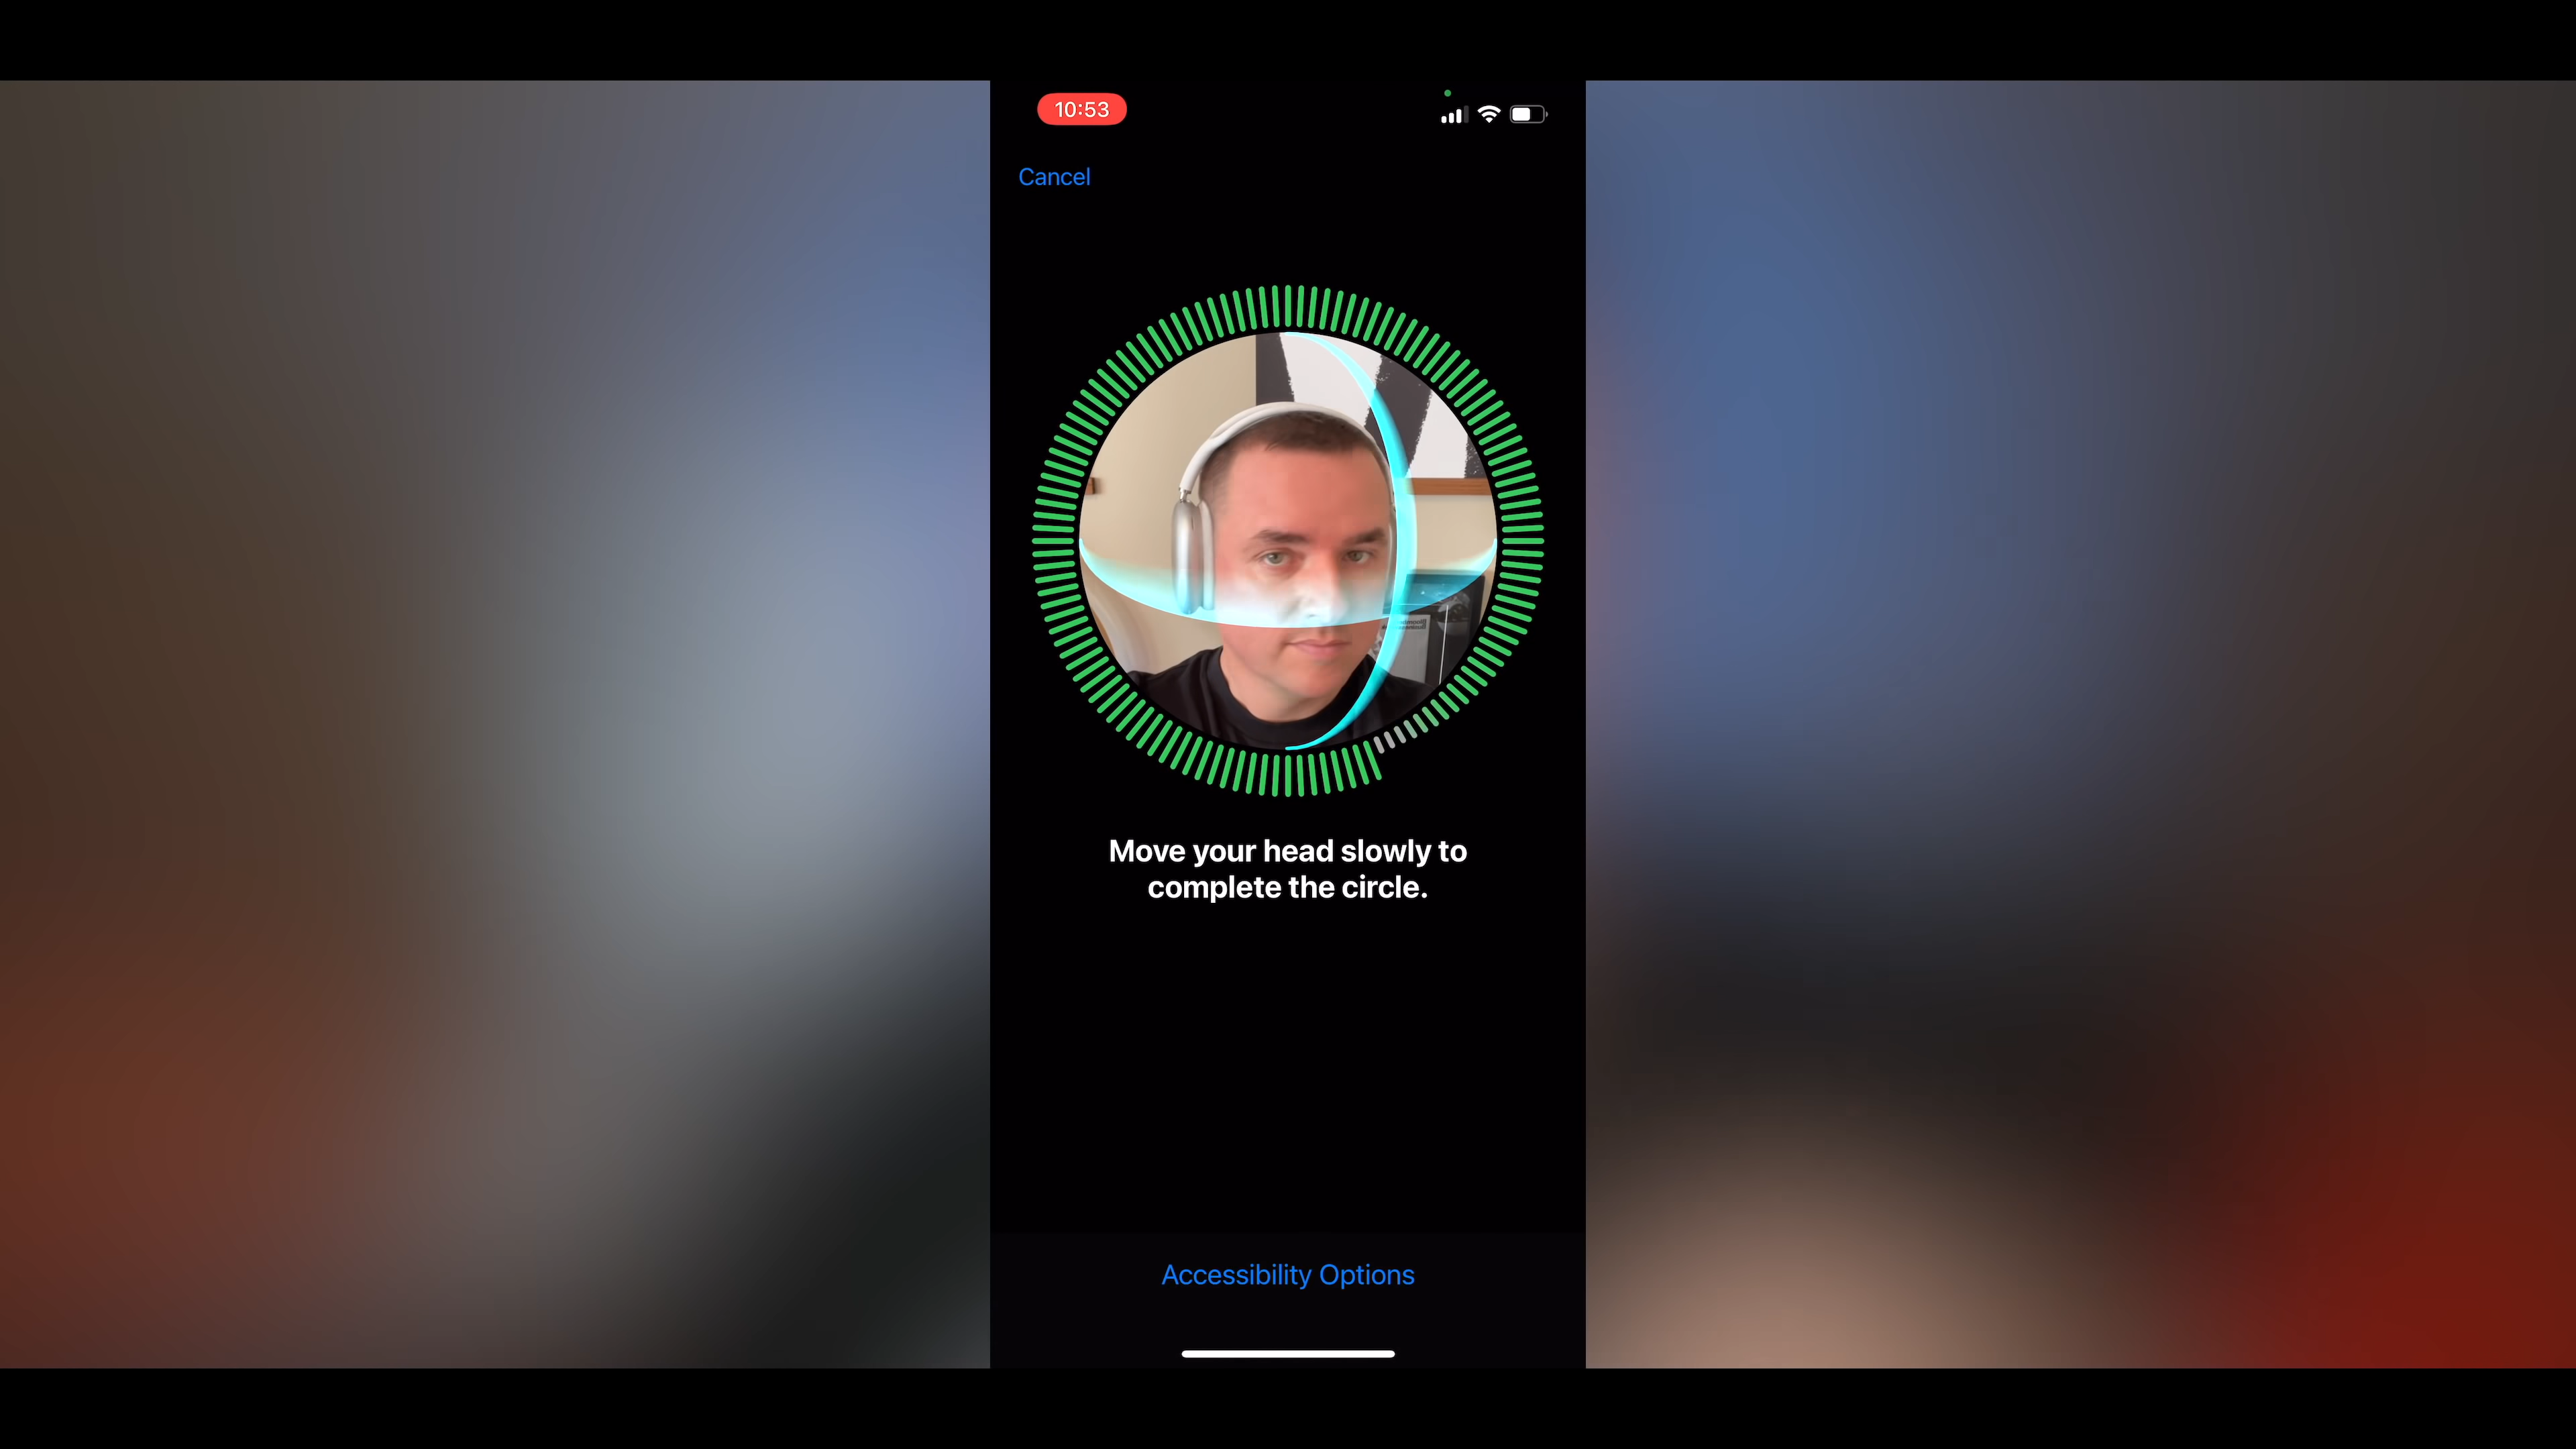 10:53
Cancel
Move your head slowly to
complete the circle.
Accessibility Options